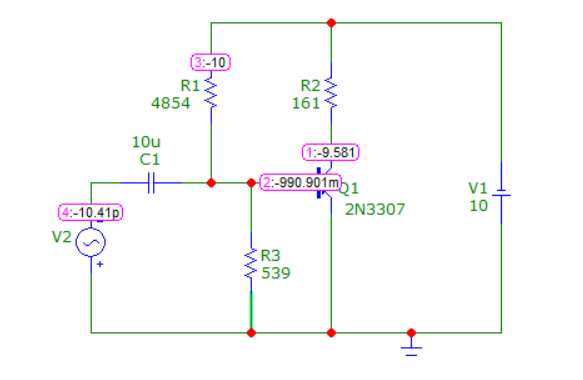 3:-10
R1
4854
R2
161
10u
C1
1:-9.581
2:-990.901m
Q1
2N3307
V1
10
4:-10.41p
V2
+
R3
539